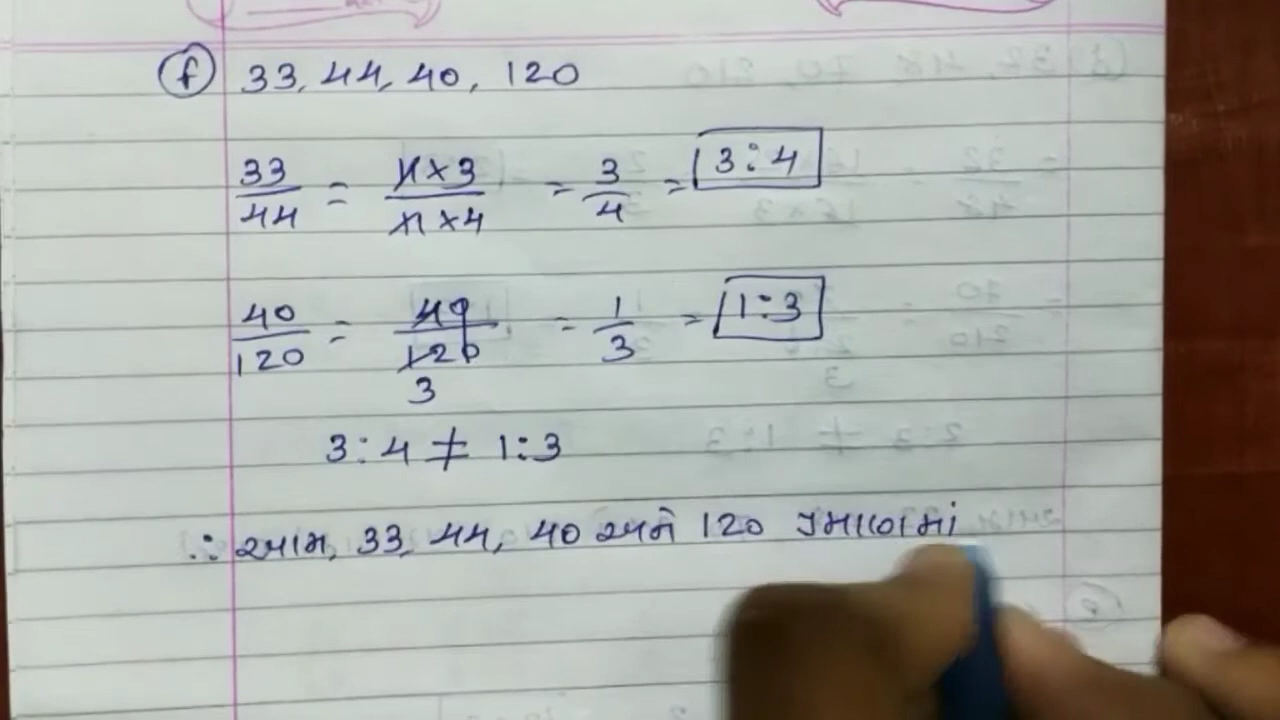 (f) 33, 44, 40, 120
33/44 = 11×3/11×4 = 3/4 = 3:4
40/120 = 40/120 3 = 1/3 = 1:3
3:4 ≠ 1:3
∴ આમ, 33, 44, 40 અને 120 પ્રમાણમાં